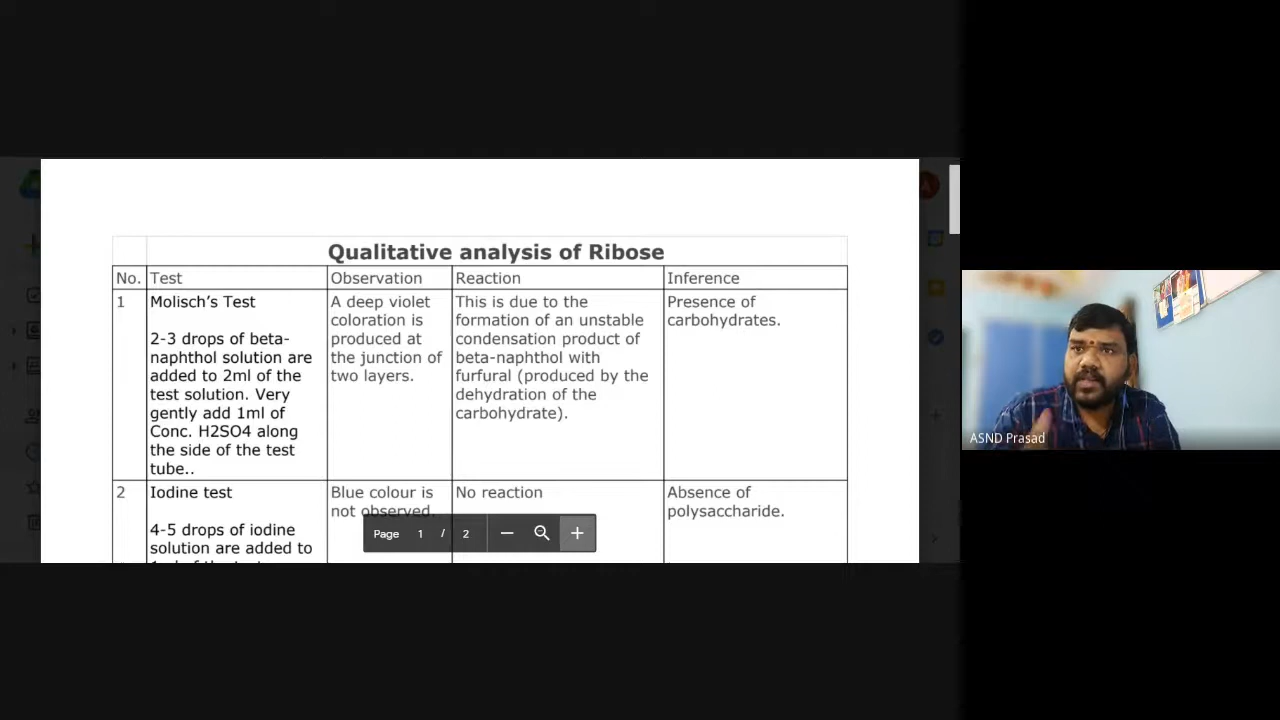 Qualitative analysis of Ribose
No. Test Observation Reaction Inference
1
Molisch's Test
2-3 drops of beta-
naphthol solution are
added to 2ml of the
test solution. Very
gently add 1ml of
Conc. H2SO4 along
the side of the test
tube..
A deep violet
coloration is
produced at
the junction of
two layers.
This is due to the
formation of an unstable
condensation product of
beta-naphthol with
furfural (produced by the
dehydration of the
carbohydrate).
Presence of
carbohydrates.
2
Iodine test
4-5 drops of iodine
solution are added to
Blue colour is
not observed.
No reaction
Absence of
polysaccharide.
Page 1 / 2
ASND Prasad